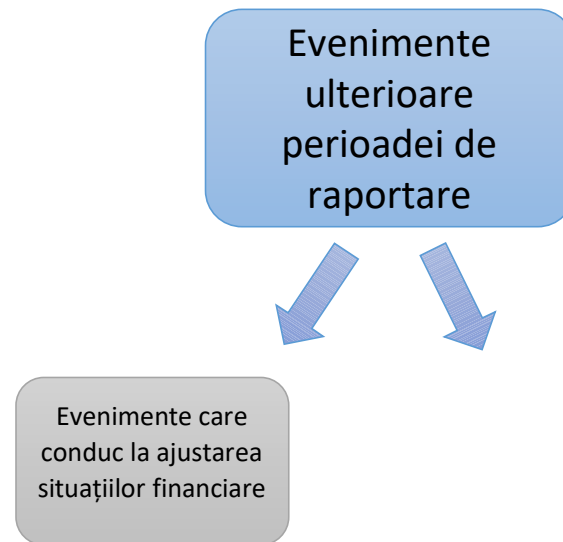 Evenimente
ulterioare
perioadei de
raportare
Evenimente care
conduc la ajustarea
situațiilor financiare